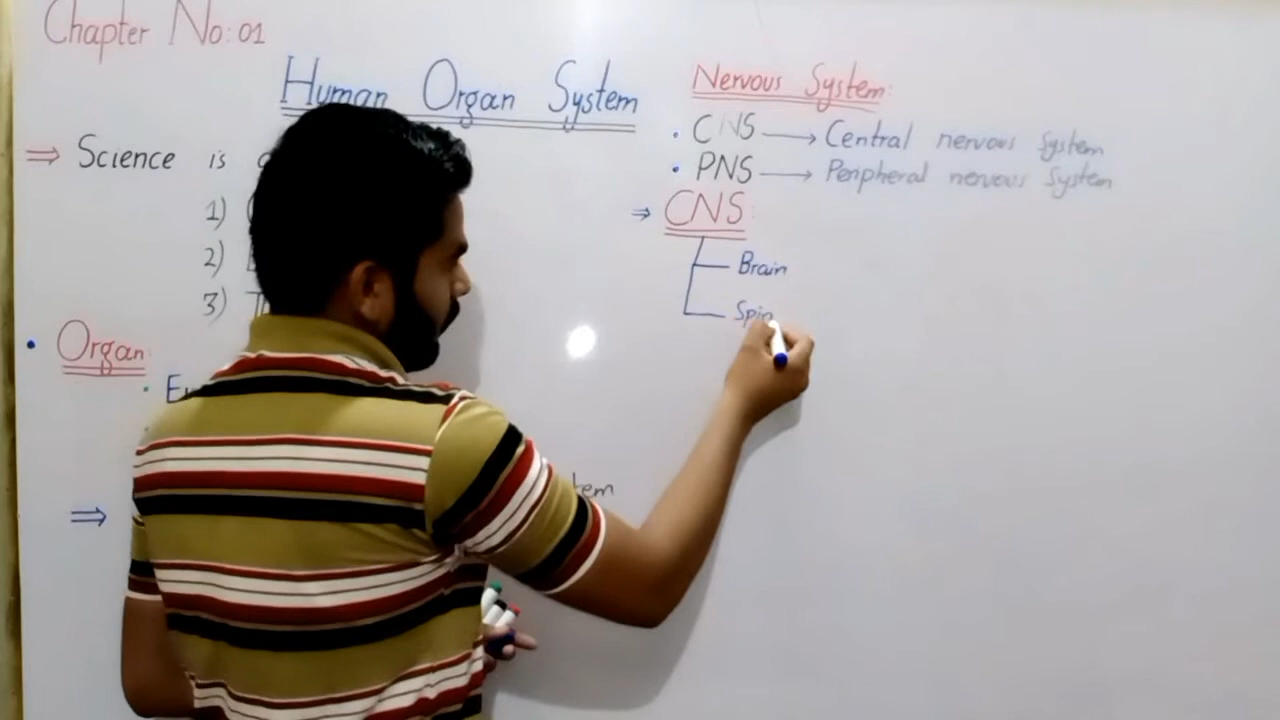 Chapter No: 01
Human Organ System
⇒ Science is
1)
2)
3)
• Organ:
tem
⇒
Nervous System:
• CNS → Central nervous System
• PNS → Peripheral nervous System
⇒ CNS:
Brain
Spin